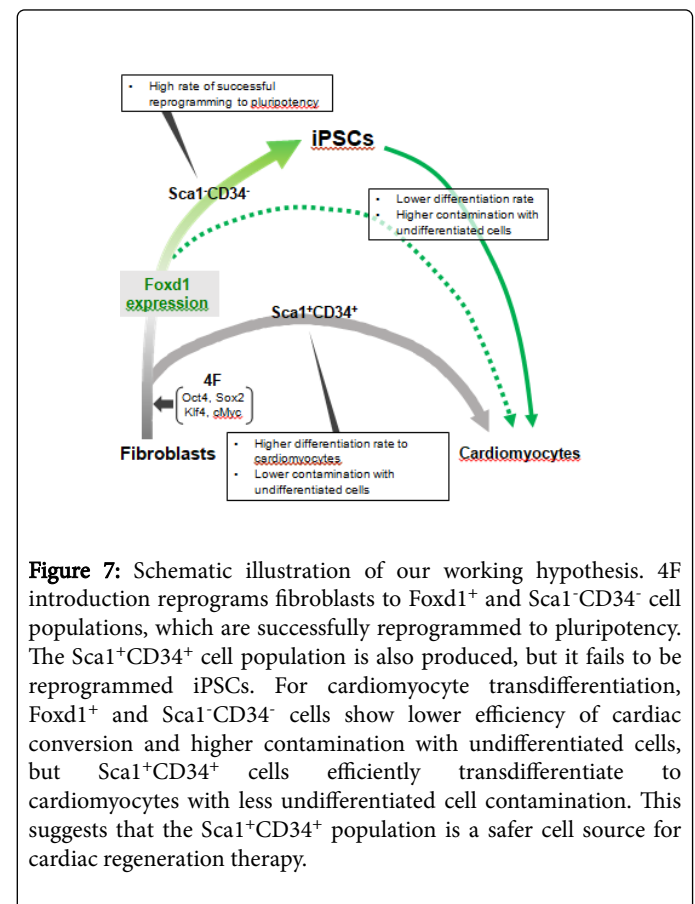 • High rate of successful
reprogramming to pluripotency
iPSCs
Sca1⁻CD34⁻
• Lower differentiation rate
• Higher contamination with
undifferentiated cells
Foxd1
expression
Sca1⁺CD34⁺
4F
Oct4, Sox2
Klf4, cMyc
Fibroblasts
• Higher differentiation rate to
cardiomyocytes
• Lower contamination with
undifferentiated cells
Cardiomyocytes
Figure 7: Schematic illustration of our working hypothesis. 4F
introduction reprograms fibroblasts to Foxd1⁺ and Sca1⁻CD34⁻ cell
populations, which are successfully reprogrammed to pluripotency.
The Sca1⁺CD34⁺ cell population is also produced, but it fails to be
reprogrammed iPSCs. For cardiomyocyte transdifferentiation,
Foxd1⁺ and Sca1⁻CD34⁻ cells show lower efficiency of cardiac
conversion and higher contamination with undifferentiated cells,
but Sca1⁺CD34⁺ cells efficiently transdifferentiate to
cardiomyocytes with less undifferentiated cell contamination. This
suggests that the Sca1⁺CD34⁺ population is a safer cell source for
cardiac regeneration therapy.